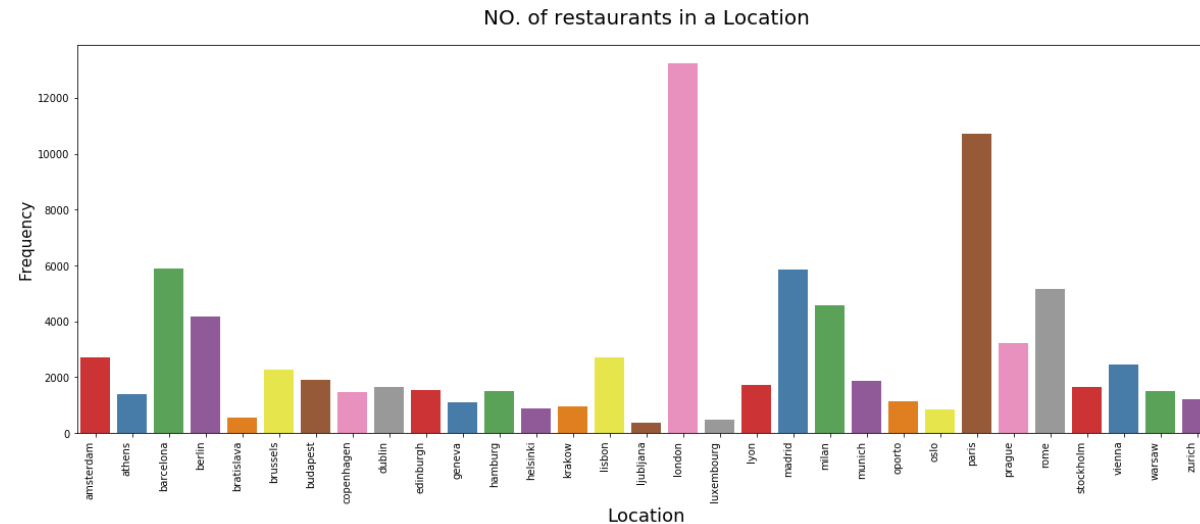 NO. of restaurants in a Location
Frequency
12000
10000
8000
6000
4000
2000
0
amsterdam
athens
barcelona
berlin
bratislava
brussels
budapest
copenhagen
dublin
edinburgh
geneva
hamburg
helsinki
krakow
lisbon
ljubljana
london
luxembourg
lyon
madrid
milan
munich
oporto
oslo
paris
prague
rome
stockholm
vienna
warsaw
zurich
Location